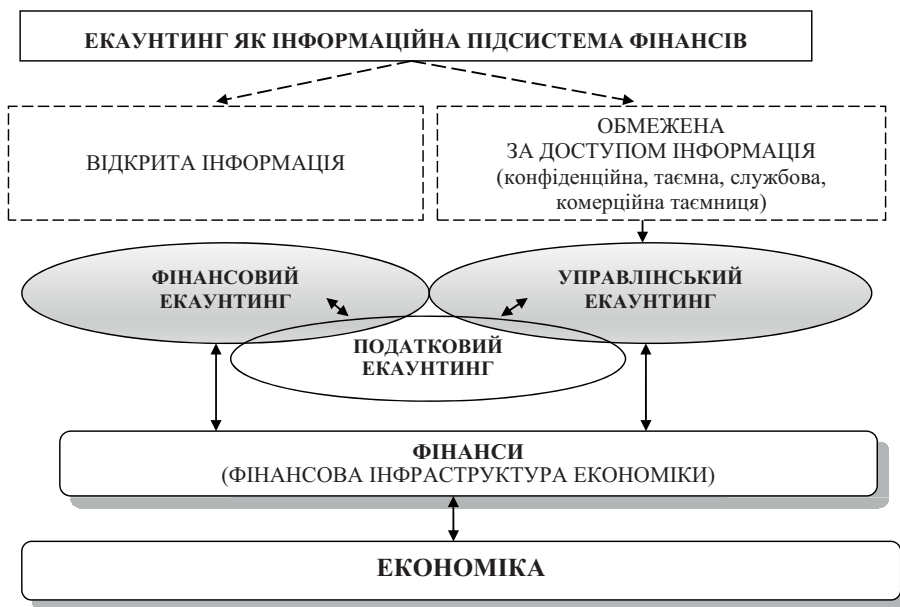 ЕКАУНТИНГ ЯК ІНФОРМАЦІЙНА ПІДСИСТЕМА ФІНАНСІВ
ВІДКРИТА ІНФОРМАЦІЯ
ОБМЕЖЕНА
ЗА ДОСТУПОМ ІНФОРМАЦІЯ
(конфіденційна, таємна, службова,
комерційна таємниця)
ФІНАНСОВИЙ
ЕКАУНТИНГ
УПРАВЛІНСЬКИЙ
ЕКАУНТИНГ
ПОДАТКОВИЙ
ЕКАУНТИНГ
ФІНАНСИ
(ФІНАНСОВА ІНФРАСТРУКТУРА ЕКОНОМІКИ)
ЕКОНОМІКА